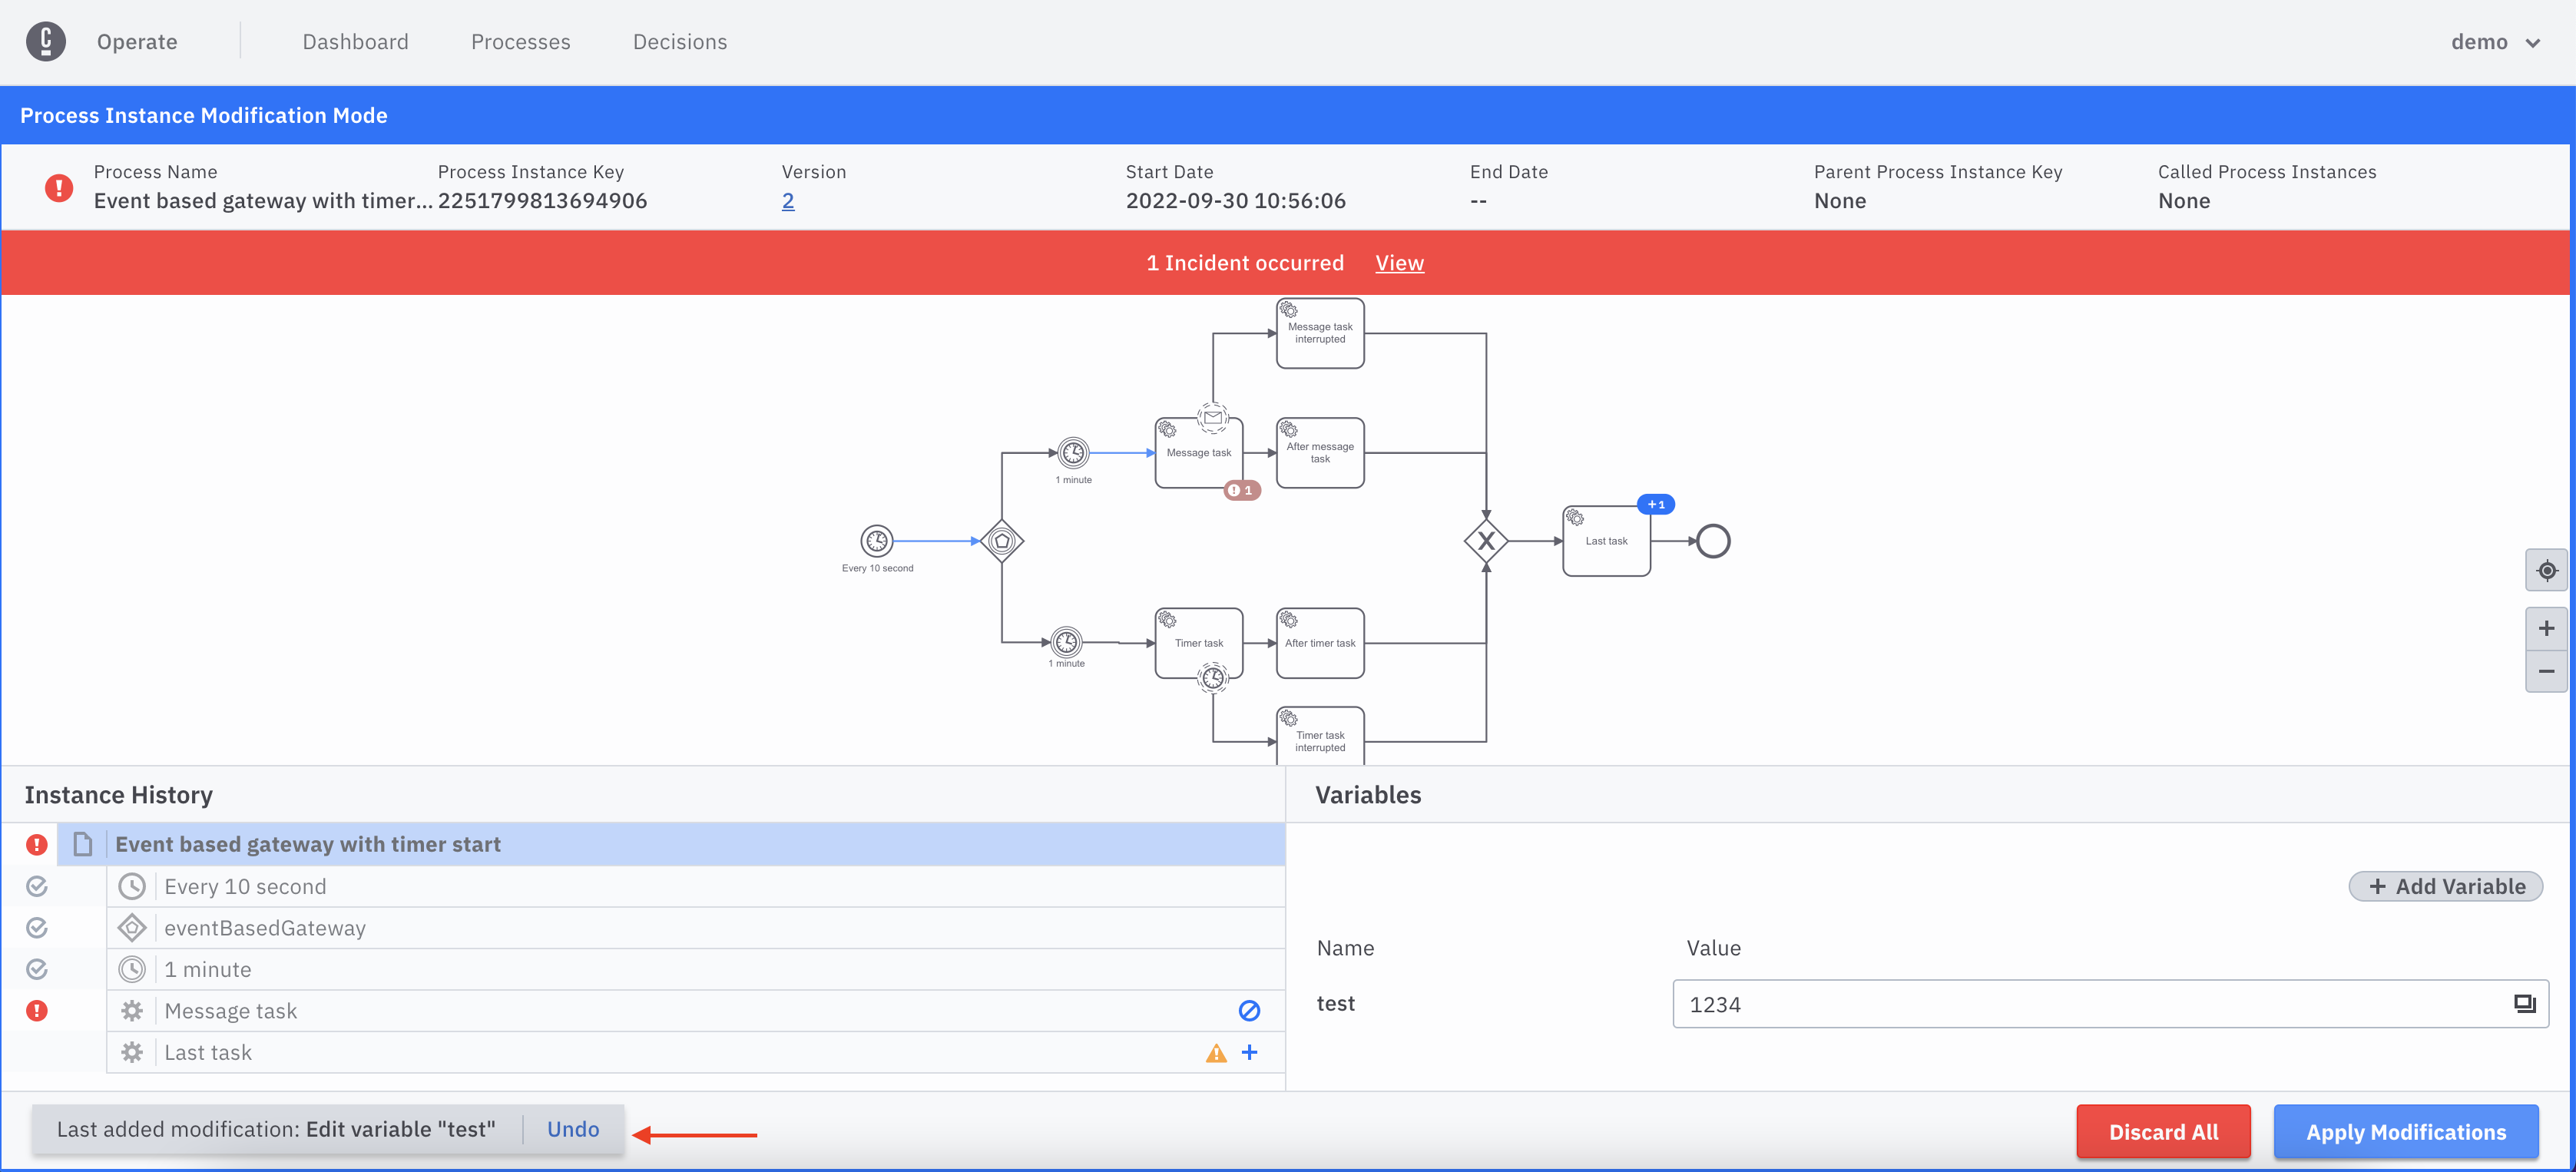 Operate
Dashboard
Processes
Decisions
demo
Process Instance Modification Mode
Process Name
Process Instance Key
Version
Start Date
End Date
Parent Process Instance Key
Called Process Instances
Event based gateway with timer...
2251799813694906
2
2022-09-30 10:56:06
--
None
None
1 Incident occurred
View
Message task
interrupted
Message task
After message
task
1 minute
1
+1
Every 10 second
Last task
Timer task
After timer task
1 minute
Timer task
interrupted
Instance History
Variables
Event based gateway with timer start
Every 10 second
eventBasedGateway
1 minute
Message task
Last task
+ Add Variable
Name
Value
test
1234
Last added modification: Edit variable "test"
Undo
Discard All
Apply Modifications